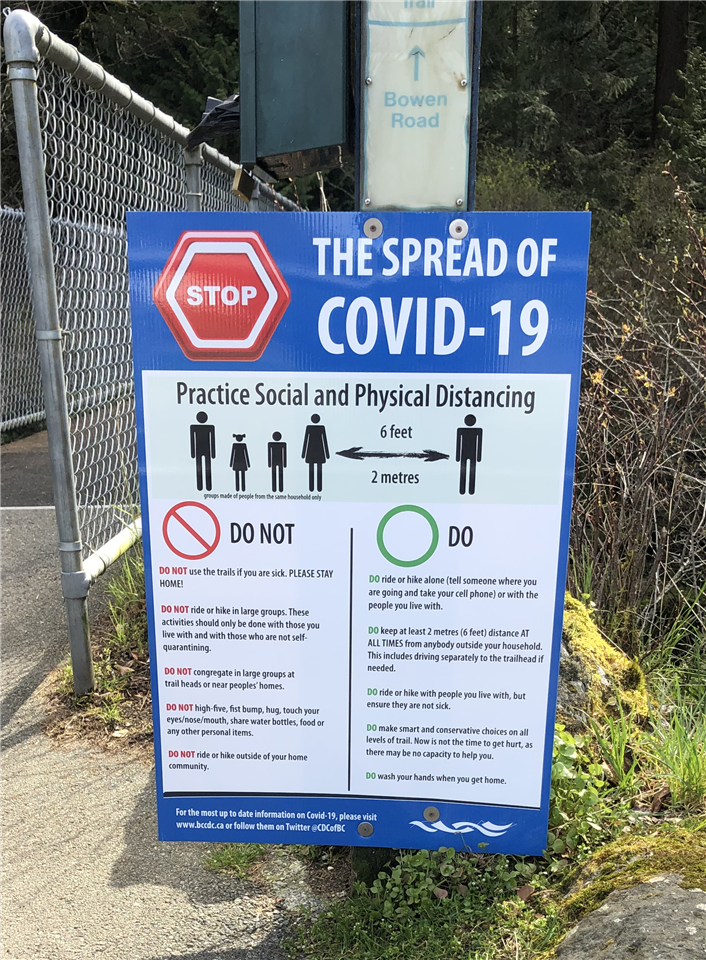 Trail
Bowen
Road
STOP
THE SPREAD OF
COVID-19
Practice Social and Physical Distancing
6 feet
2 metres
groups made of people from the same household only
DO NOT
DO NOT use the trails if you are sick. PLEASE STAY
HOME!
DO NOT ride or hike in large groups. These
activities should only be done with those you
live with and with those who are not self-
quarantining.
DO NOT congregate in large groups at
trail heads or near peoples' homes.
DO NOT high-five, fist bump, hug, touch your
eyes/nose/mouth, share water bottles, food or
any other personal items.
DO NOT ride or hike outside of your home
community.
DO
DO ride or hike alone (tell someone where you
are going and take your cell phone) or with the
people you live with.
DO keep at least 2 metres (6 feet) distance AT
ALL TIMES from anybody outside your household.
This includes driving separately to the trailhead if
needed.
DO ride or hike with people you live with, but
ensure they are not sick.
DO make smart and conservative choices on all
levels of trail. Now is not the time to get hurt, as
there may be no capacity to help you.
DO wash your hands when you get home.
For the most up to date information on Covid-19, please visit
www.bccdc.ca or follow them on Twitter @CDCofBC